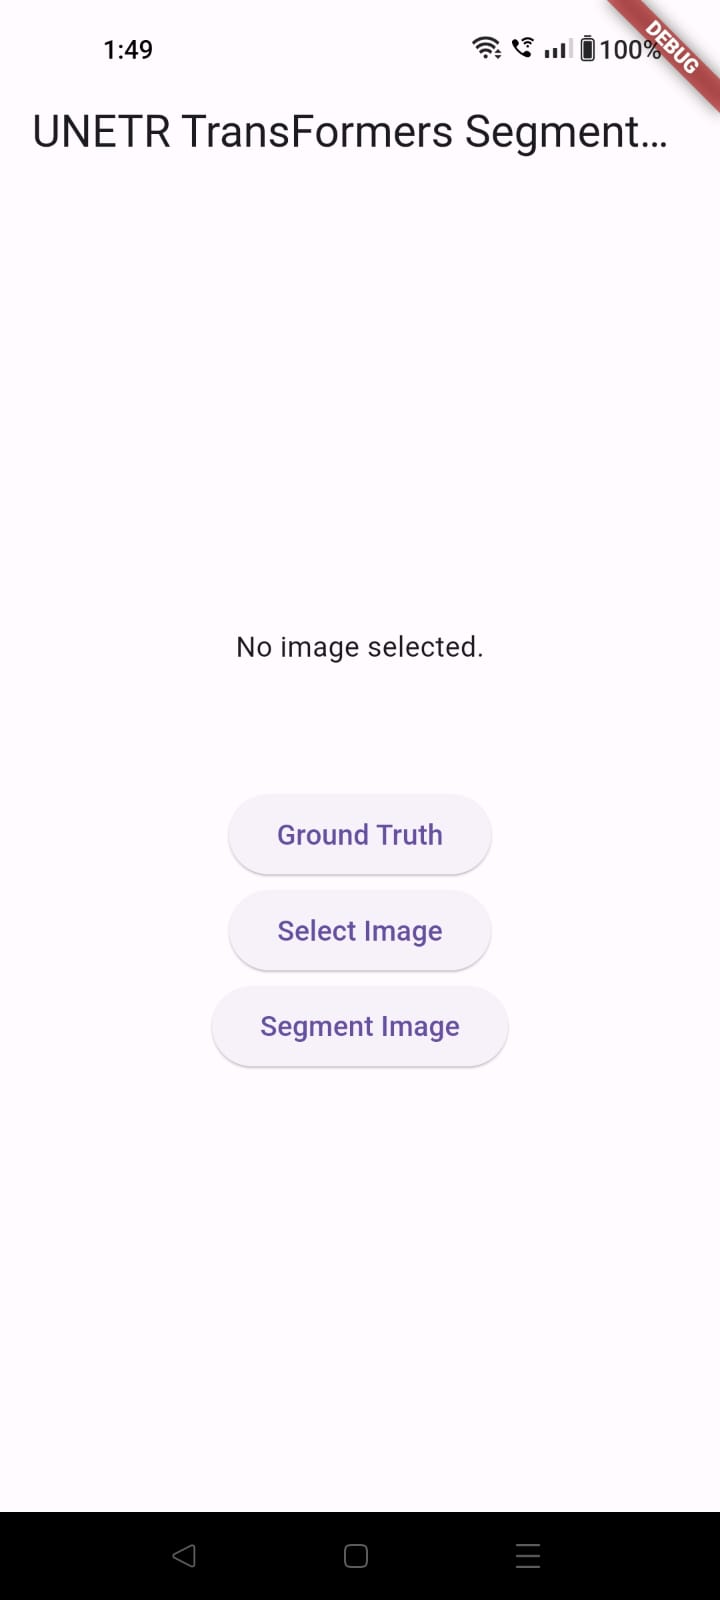 1:49
100%
DEBUG
UNETR TransFormers Segment...
No image selected.
Ground Truth
Select Image
Segment Image